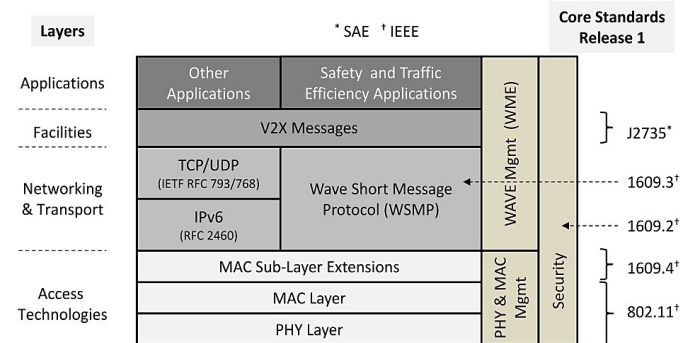 Layers
* SAE † IEEE
Core Standards
Release 1
Applications
Other
Applications
Safety and Traffic
Efficiency Applications
Facilities
V2X Messages
J2735*
Networking
& Transport
TCP/UDP
(IETF RFC 793/768)
IPv6
(RFC 2460)
Wave Short Message
Protocol (WSMP)
WAVE Mgmt (WME)
1609.3†
1609.2†
Access
Technologies
MAC Sub-Layer Extensions
MAC Layer
PHY Layer
PHY & MAC
Mgmt
Security
1609.4†
802.11†